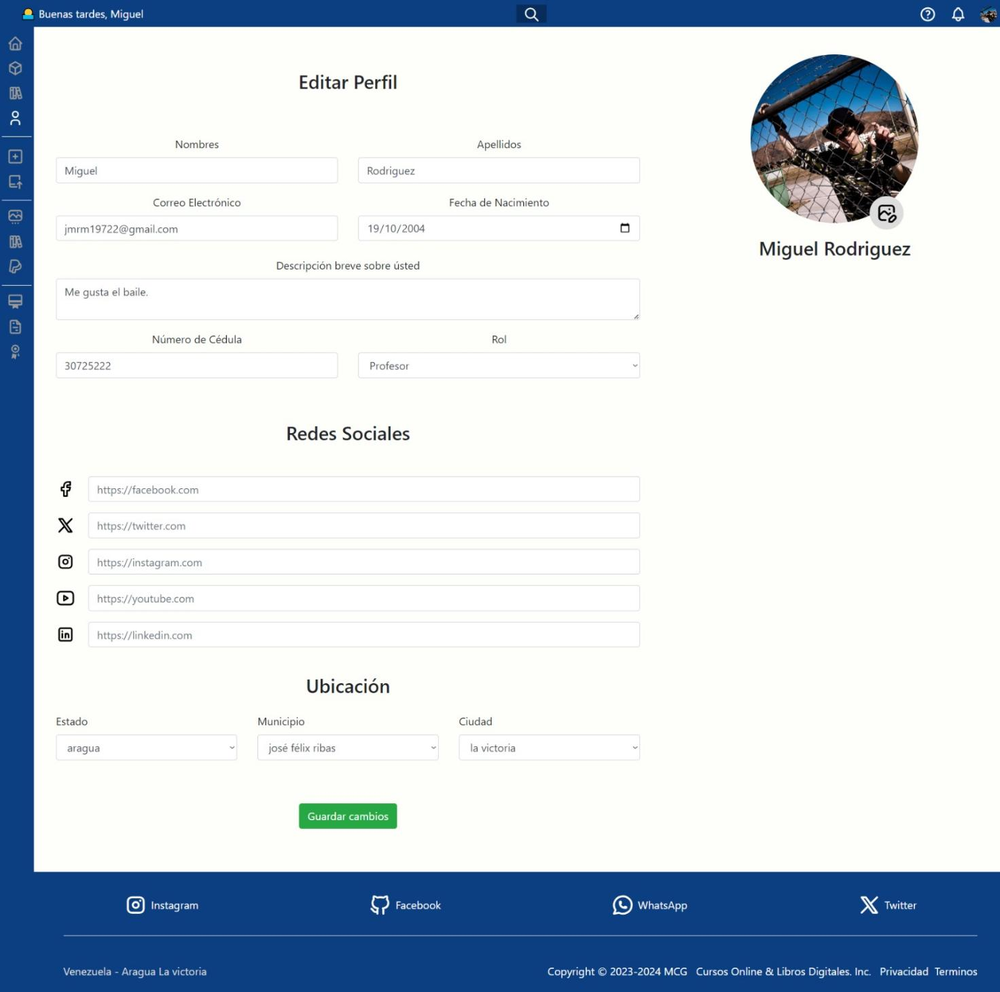 Buenas tardes, Miguel
Editar Perfil
Nombres
Apellidos
Miguel
Rodriguez
Correo Electrónico
Fecha de Nacimiento
jmrm19722@gmail.com
19/10/2004
Miguel Rodriguez
Descripción breve sobre ústed
Me gusta el baile.
Número de Cédula
Rol
30725222
Profesor
Redes Sociales
https://facebook.com
https://twitter.com
https://instagram.com
https://youtube.com
https://linkedin.com
Ubicación
Estado
Municipio
Ciudad
aragua
josé félix ribas
la victoria
Guardar cambios
Instagram
Facebook
WhatsApp
Twitter
Venezuela - Aragua La victoria
Copyright © 2023-2024 MCG Cursos Online & Libros Digitales. Inc. Privacidad Terminos